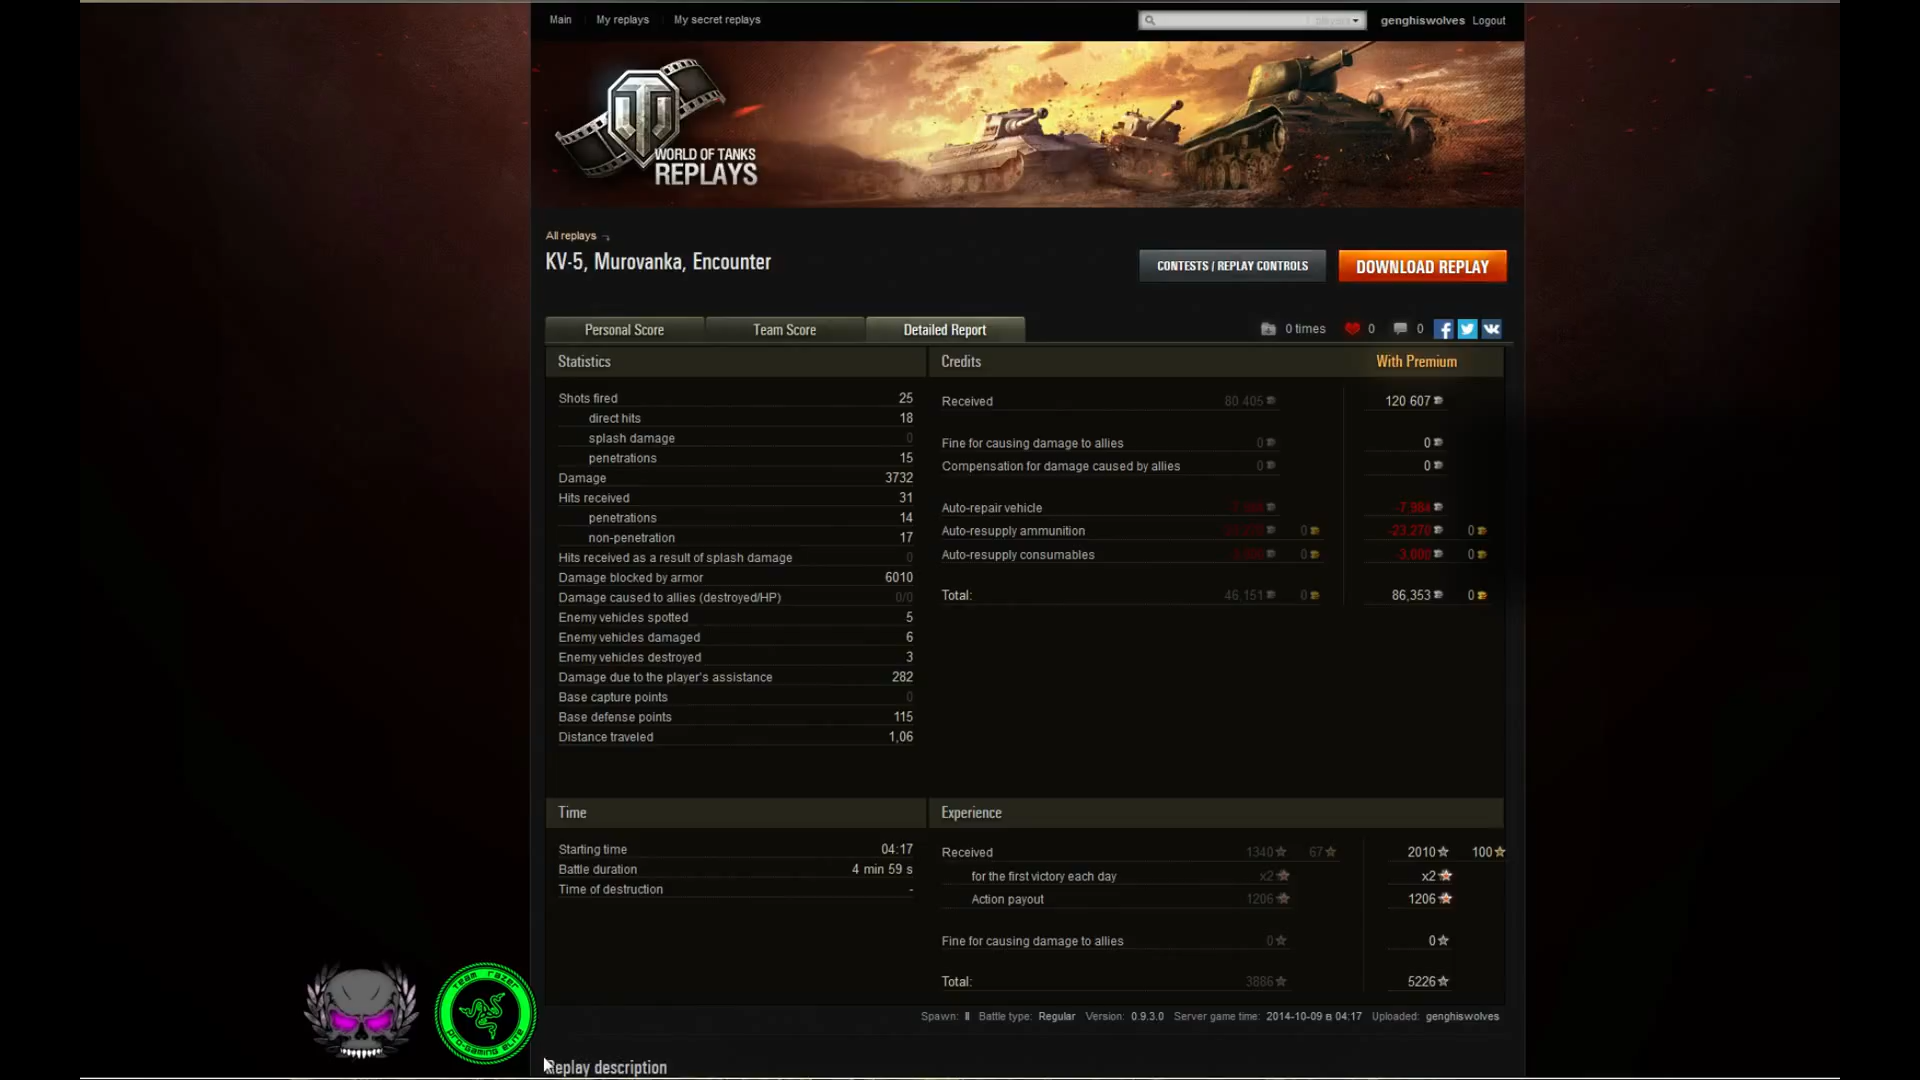 Main My replays My secret replays genghiswolves Logout
WORLD OF TANKS
REPLAYS
All replays
KV-5, Murovanka, Encounter
CONTESTS / REPLAY CONTROLS DOWNLOAD REPLAY
Personal Score Team Score Detailed Report 0 times 0 0
Statistics Credits With Premium
Shots fired 25
direct hits 18
splash damage 0
penetrations 15
Damage 3732
Hits received 31
penetrations 14
non-penetration 17
Hits received as a result of splash damage 0
Damage blocked by armor 6010
Damage caused to allies (destroyed/HP) 0/0
Enemy vehicles spotted 5
Enemy vehicles damaged 6
Enemy vehicles destroyed 3
Damage due to the player's assistance 282
Base capture points 0
Base defense points 115
Distance traveled 1,06
Received 80 405 120 607
Fine for causing damage to allies 0 0
Compensation for damage caused by allies 0 0
Auto-repair vehicle -7,984
Auto-resupply ammunition 0 -23,270 0
Auto-resupply consumables 0 -3,000 0
Total: 46,151 0 86,353 0
Time
Starting time 04:17
Battle duration 4 min 59 s
Time of destruction -
Experience
Received 1340 67 2010 100
for the first victory each day x2 x2
Action payout 1206 1206
Fine for causing damage to allies 0 0
Total: 3886 5226
Spawn: II Battle type: Regular Version: 0.9.3.0 Server game time: 2014-10-09 в 04:17 Uploaded: genghiswolves
TEAM RAZER
PRO-GAMING ELITE
Replay description